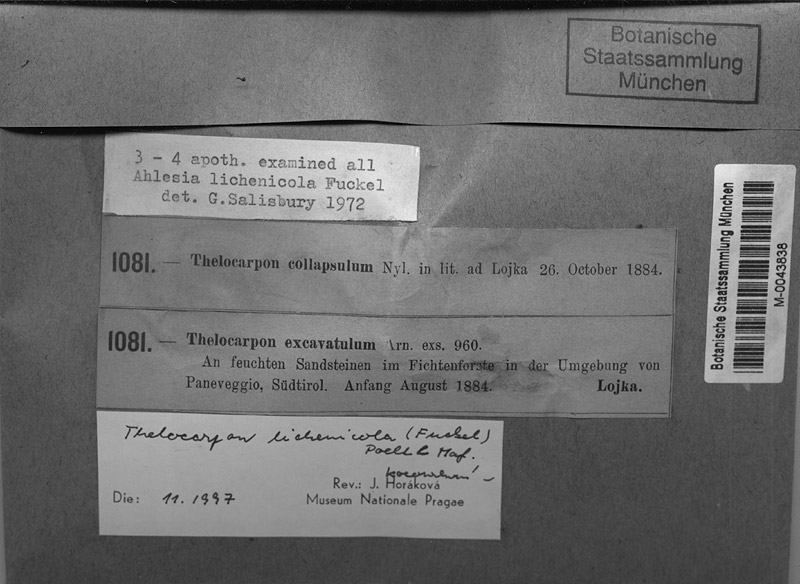 Botanische
Staatssammlung
München
3 - 4 apoth. examined all
Ahlesia lichenicola Fuckel
det. G.Salisbury 1972
1081. — Thelocarpon collapsulum Nyl. in lit. ad Lojka 26. October 1884.
1081. — Thelocarpon excavatulum Arn. exs. 960.
An feuchten Sandsteinen im Fichtenforste in der Umgebung von
Paneveggio, Südtirol. Anfang August 1884. Lojka.
Thelocarpon lichenicola (Fuckel)
Poelt & Haf.
Rev.: J. Horáková
Die: 11. 1997
Museum Nationale Pragae
Botanische Staatssammlung München
M-0043838